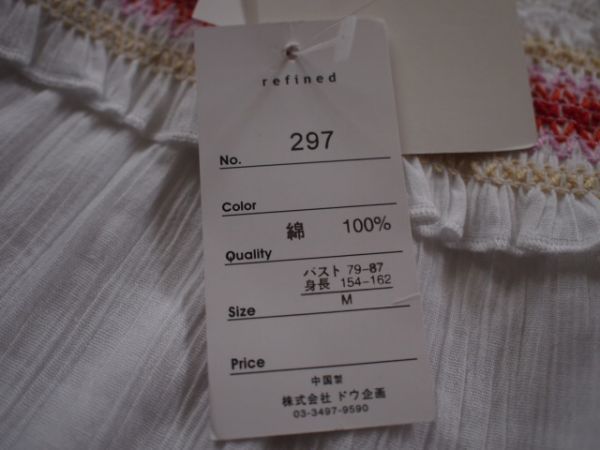 refined
No. 297
Color
Quality 綿 100%
バスト 79-87
身長 154-162
Size M
Price
中国製
株式会社 ドウ企画
03-3497-9590